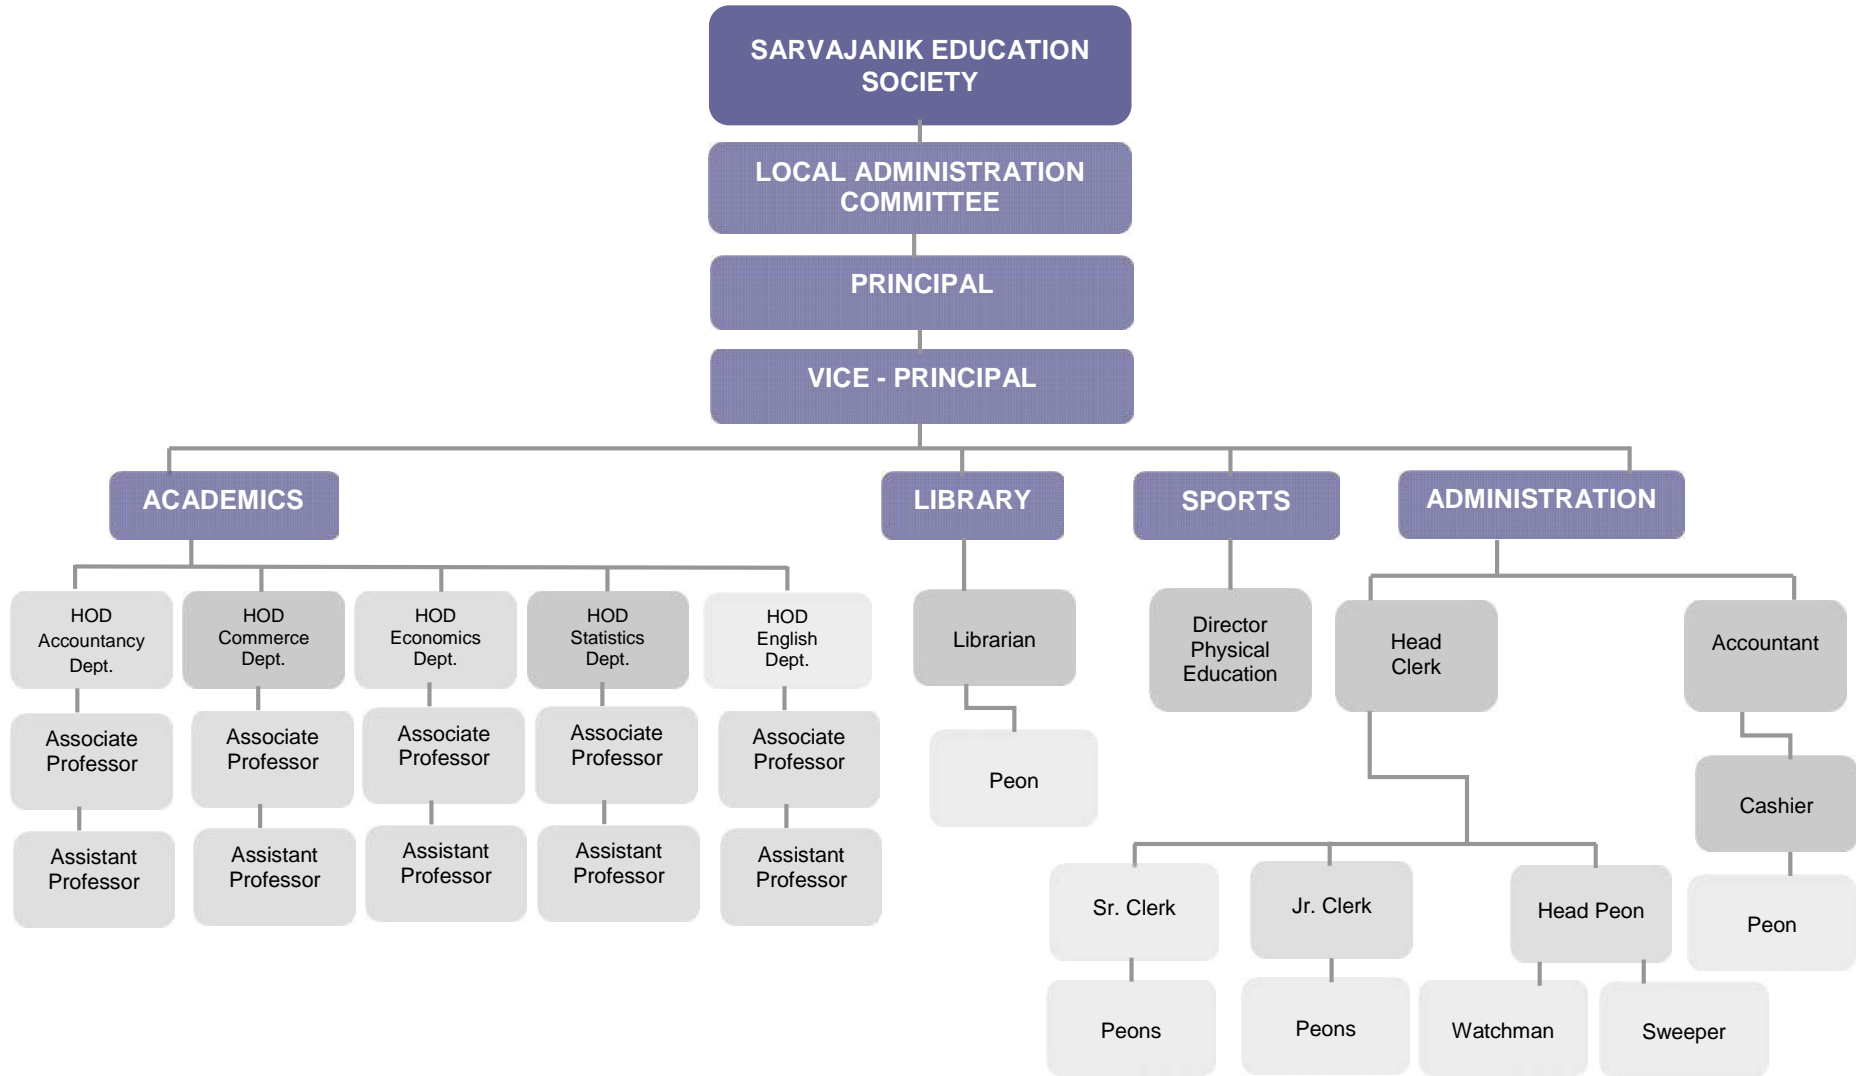 SARVAJANIK EDUCATION
SOCIETY
LOCAL ADMINISTRATION
COMMITTEE
PRINCIPAL
VICE - PRINCIPAL
ACADEMICS
LIBRARY
SPORTS
ADMINISTRATION
HOD
Accountancy
Dept.
HOD
Commerce
Dept.
HOD
Economics
Dept.
HOD
Statistics
Dept.
HOD
English
Dept.
Librarian
Director
Physical
Education
Head
Clerk
Accountant
Associate
Professor
Associate
Professor
Associate
Professor
Associate
Professor
Associate
Professor
Peon
Cashier
Assistant
Professor
Assistant
Professor
Assistant
Professor
Assistant
Professor
Assistant
Professor
Sr. Clerk
Jr. Clerk
Head Peon
Peon
Peons
Peons
Watchman
Sweeper